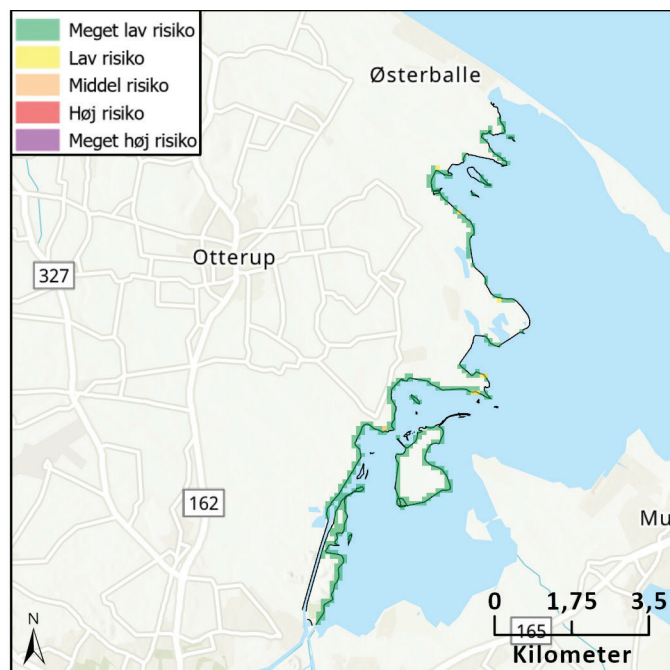 Meget lav risiko
Lav risiko
Middel risiko
Høj risiko
Meget høj risiko
Østerballe
Otterup
327
162
Mu
N
0 1,75 3,5
165
Kilometer